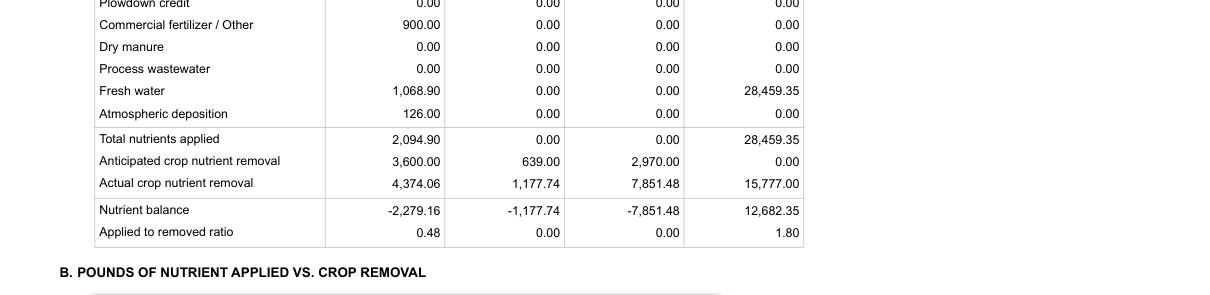 Plowdown credit 0.00 0.00 0.00 0.00
Commercial fertilizer / Other 900.00 0.00 0.00 0.00
Dry manure 0.00 0.00 0.00 0.00
Process wastewater 0.00 0.00 0.00 0.00
Fresh water 1,068.90 0.00 0.00 28,459.35
Atmospheric deposition 126.00 0.00 0.00 0.00
Total nutrients applied 2,094.90 0.00 0.00 28,459.35
Anticipated crop nutrient removal 3,600.00 639.00 2,970.00 0.00
Actual crop nutrient removal 4,374.06 1,177.74 7,851.48 15,777.00
Nutrient balance -2,279.16 -1,177.74 -7,851.48 12,682.35
Applied to removed ratio 0.48 0.00 0.00 1.80
B. POUNDS OF NUTRIENT APPLIED VS. CROP REMOVAL